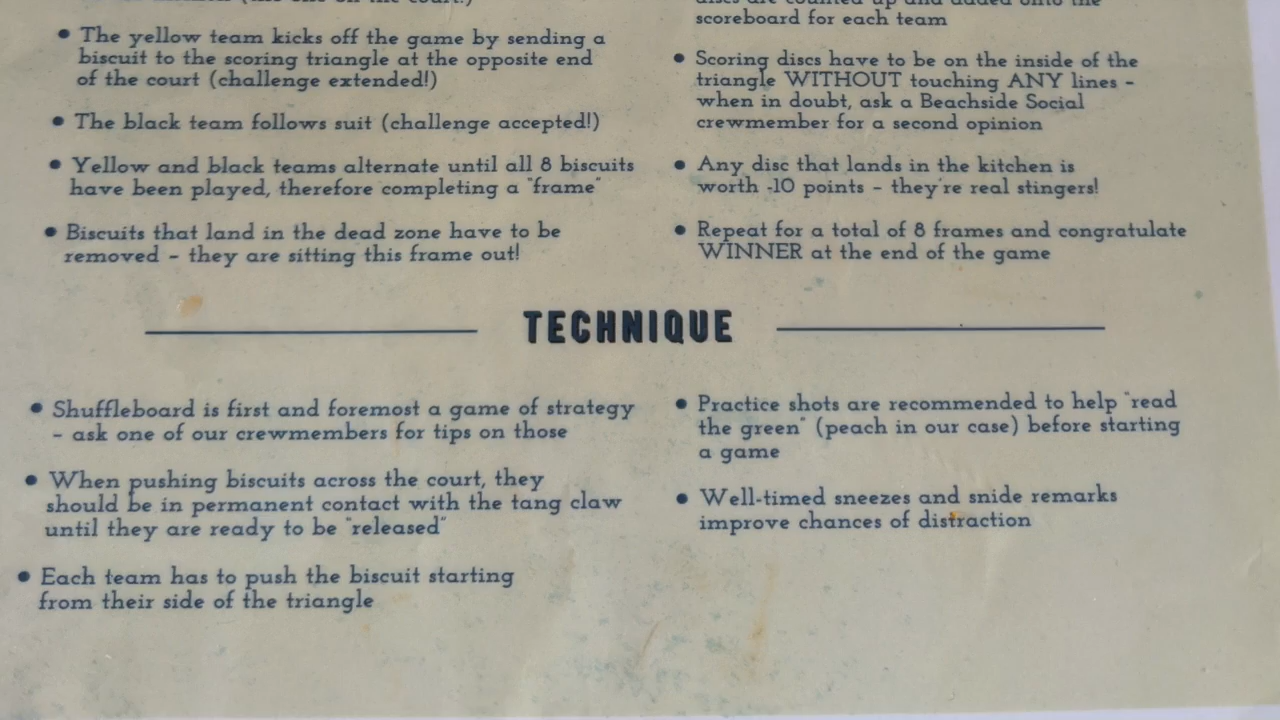 • The yellow team kicks off the game by sending a
biscuit to the scoring triangle at the opposite end
of the court (challenge extended!)
• The black team follows suit (challenge accepted!)
• Yellow and black teams alternate until all 8 biscuits
have been played, therefore completing a "frame"
• Biscuits that land in the dead zone have to be
removed – they are sitting this frame out!
discs are counted up and added onto the
scoreboard for each team
• Scoring discs have to be on the inside of the
triangle WITHOUT touching ANY lines –
when in doubt, ask a Beachside Social
crewmember for a second opinion
• Any disc that lands in the kitchen is
worth -10 points – they're real stingers!
• Repeat for a total of 8 frames and congratulate
WINNER at the end of the game
TECHNIQUE
• Shuffleboard is first and foremost a game of strategy
– ask one of our crewmembers for tips on those
• When pushing biscuits across the court, they
should be in permanent contact with the tang claw
until they are ready to be "released"
• Each team has to push the biscuit starting
from their side of the triangle
• Practice shots are recommended to help "read
the green" (peach in our case) before starting
a game
• Well-timed sneezes and snide remarks
improve chances of distraction